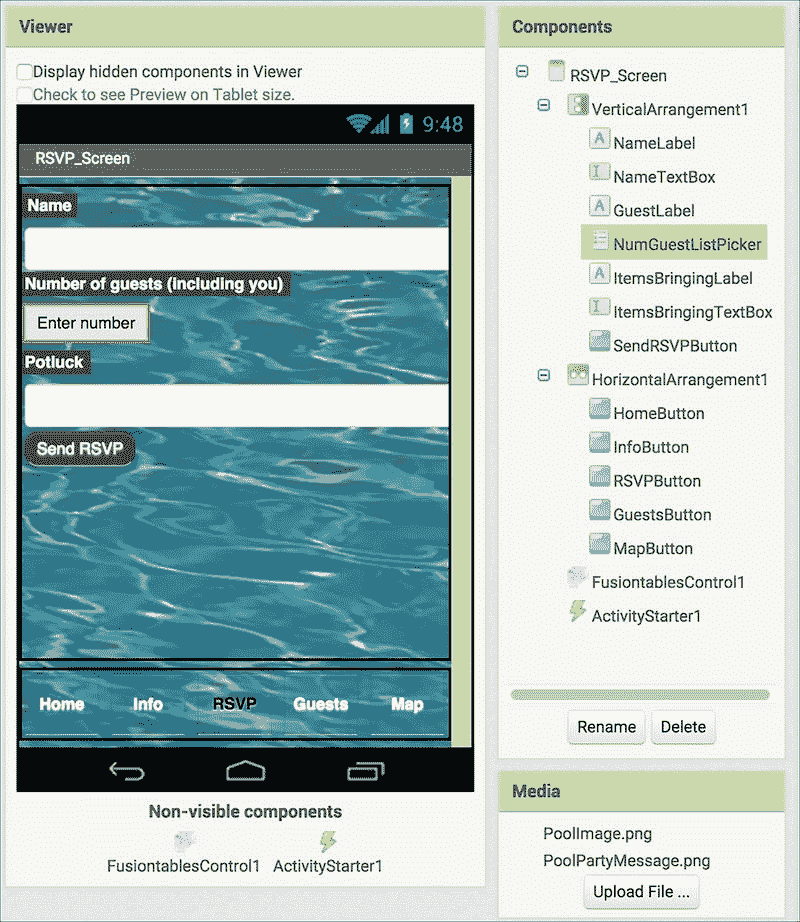 Viewer
Display hidden components in Viewer
Check to see Preview on Tablet size.
9:48
RSVP_Screen
Name
Number of guests (including you)
Enter number
Potluck
Send RSVP
Home Info RSVP Guests Map
Non-visible components
FusiontablesControl1 ActivityStarter1
Components
RSVP_Screen
VerticalArrangement1
NameLabel
NameTextBox
GuestLabel
NumGuestListPicker
ItemsBringingLabel
ItemsBringingTextBox
SendRSVPButton
HorizontalArrangement1
HomeButton
InfoButton
RSVPButton
GuestsButton
MapButton
FusiontablesControl1
ActivityStarter1
Rename Delete
Media
PoolImage.png
PoolPartyMessage.png
Upload File ...